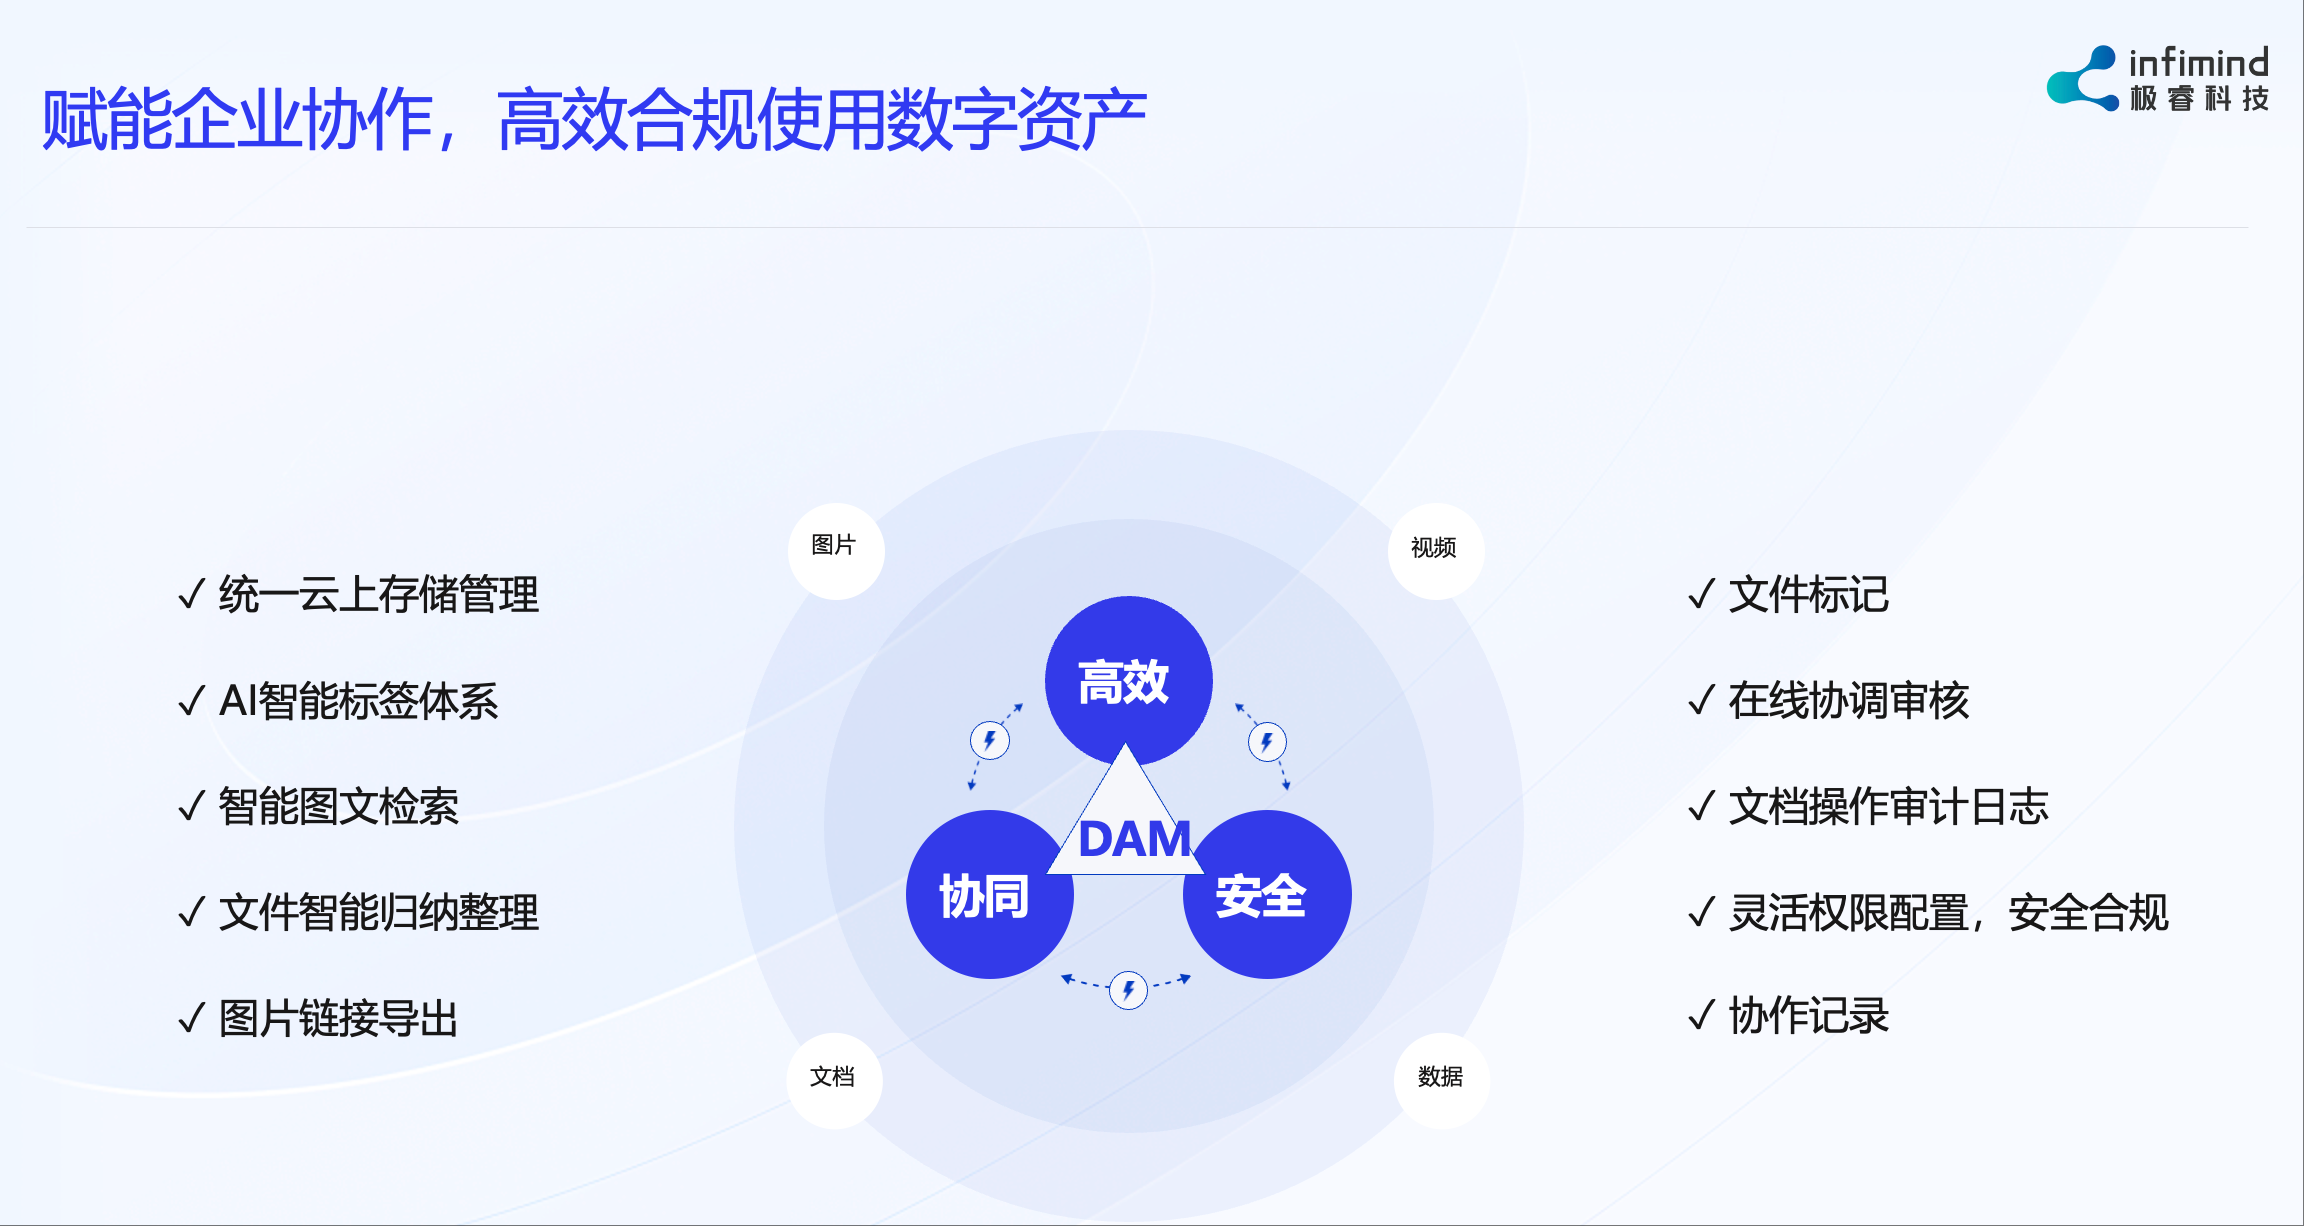 赋能企业协作，高效合规使用数字资产
infimind
极睿科技
✓ 统一云上存储管理
✓ AI智能标签体系
✓ 智能图文检索
✓ 文件智能归纳整理
✓ 图片链接导出
图片
视频
高效
DAM
协同
安全
文档
数据
✓ 文件标记
✓ 在线协调审核
✓ 文档操作审计日志
✓ 灵活权限配置，安全合规
✓ 协作记录